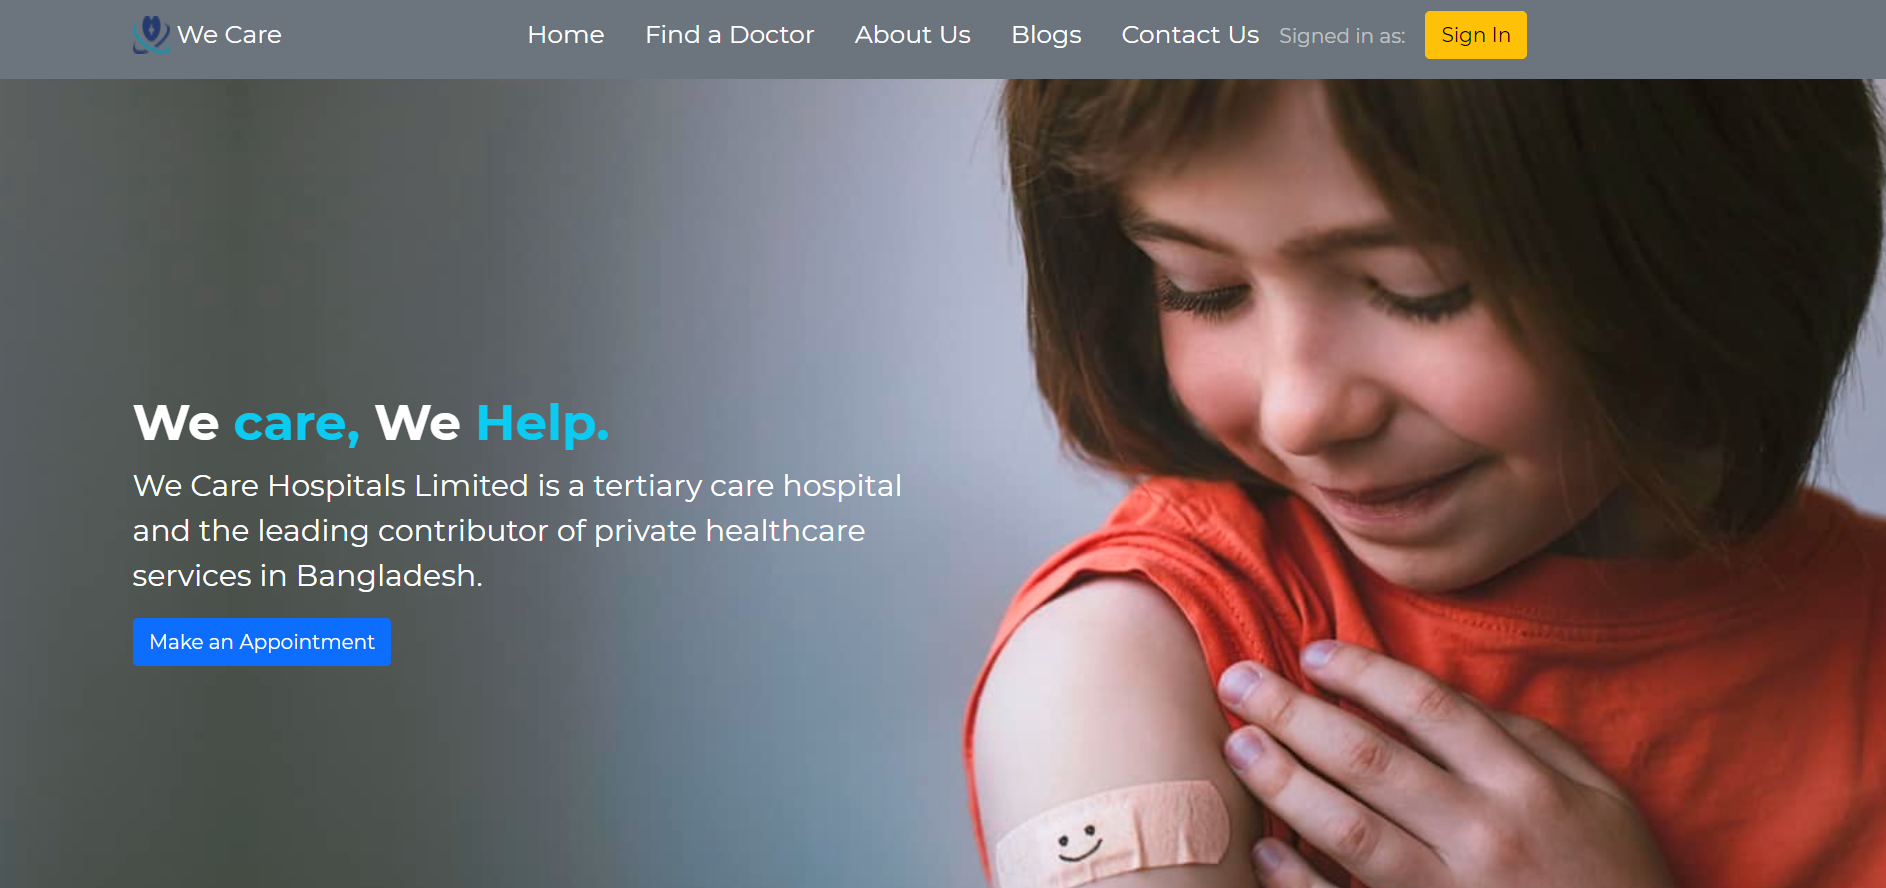 We Care
Home
Find a Doctor
About Us
Blogs
Contact Us
Signed in as:
Sign In
We care, We Help.
We Care Hospitals Limited is a tertiary care hospital
and the leading contributor of private healthcare
services in Bangladesh.
Make an Appointment